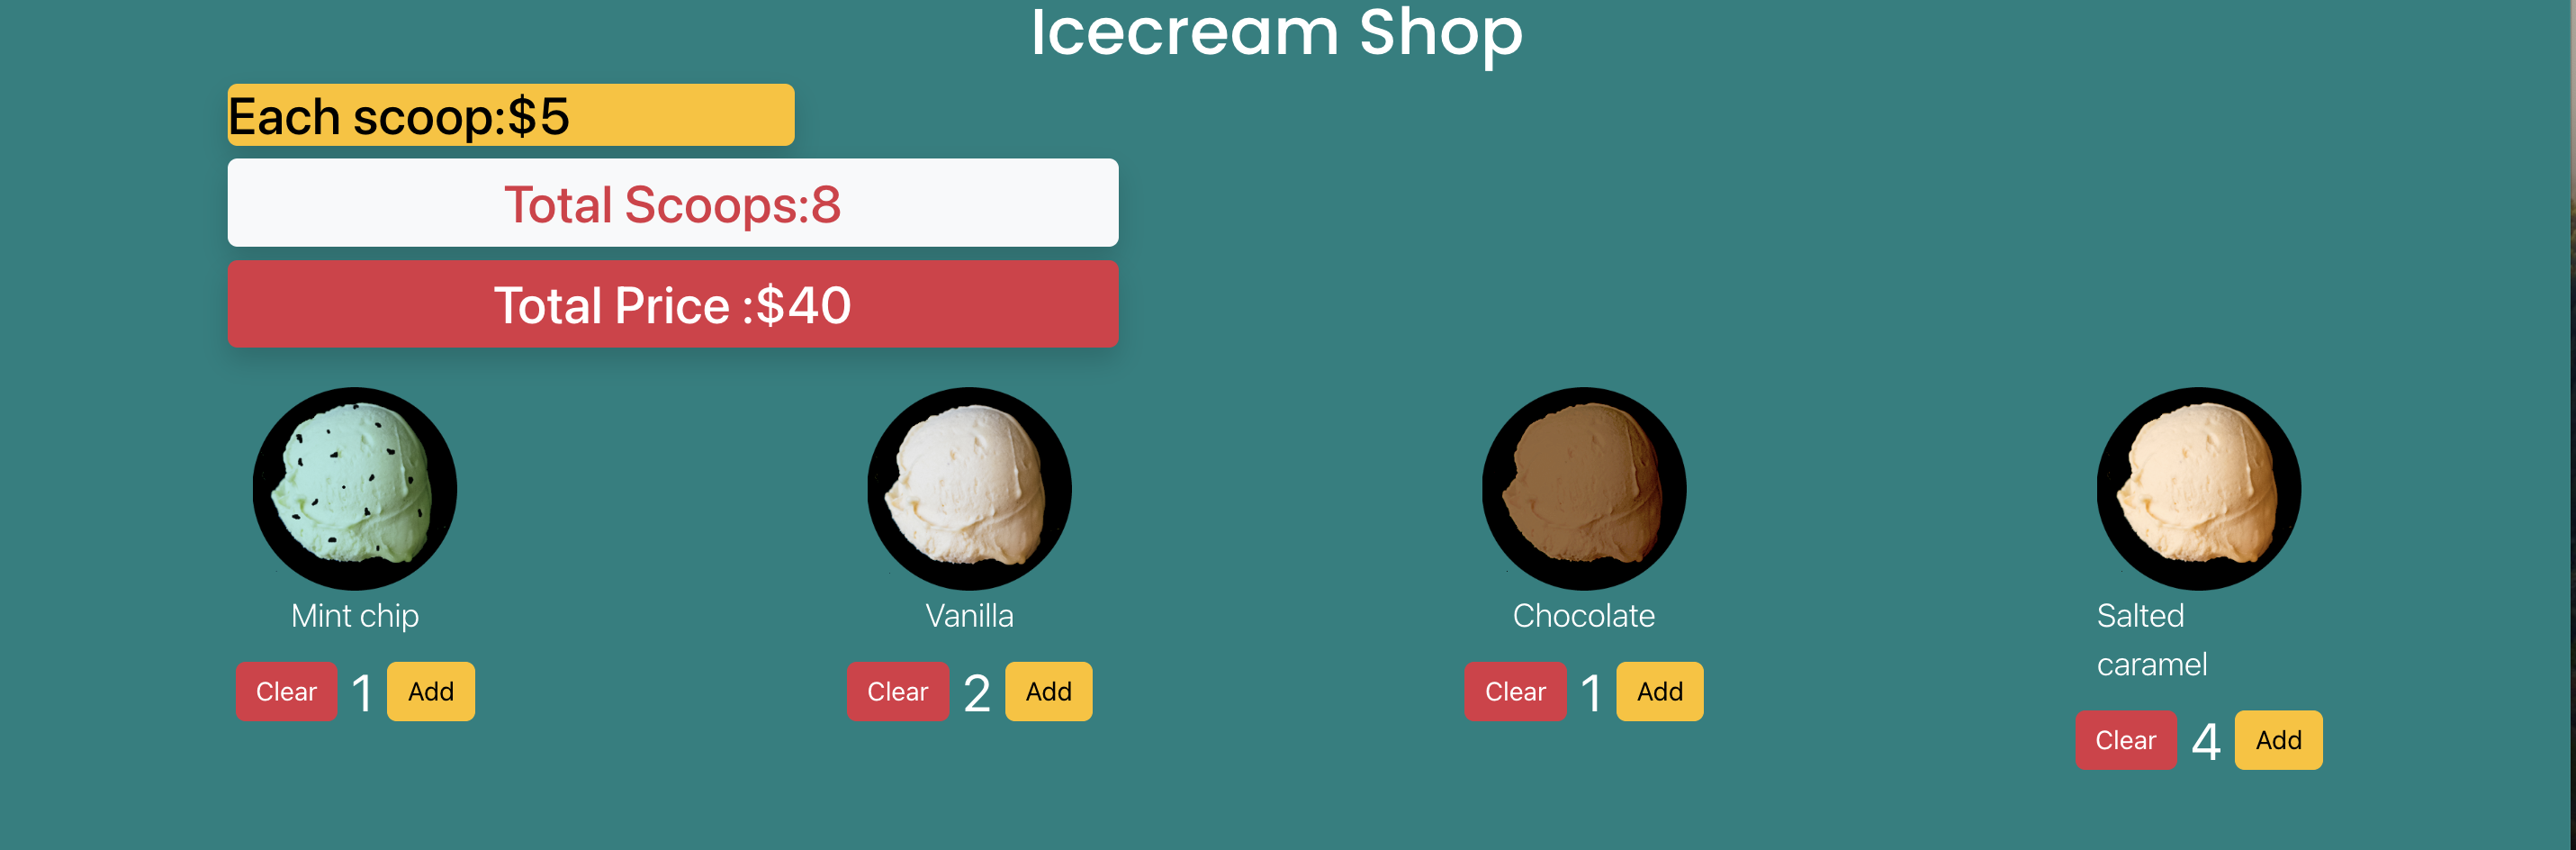 Icecream Shop
Each scoop:$5
Total Scoops:8
Total Price :$40
Mint chip
Clear 1 Add
Vanilla
Clear 2 Add
Chocolate
Clear 1 Add
Salted
caramel
Clear 4 Add